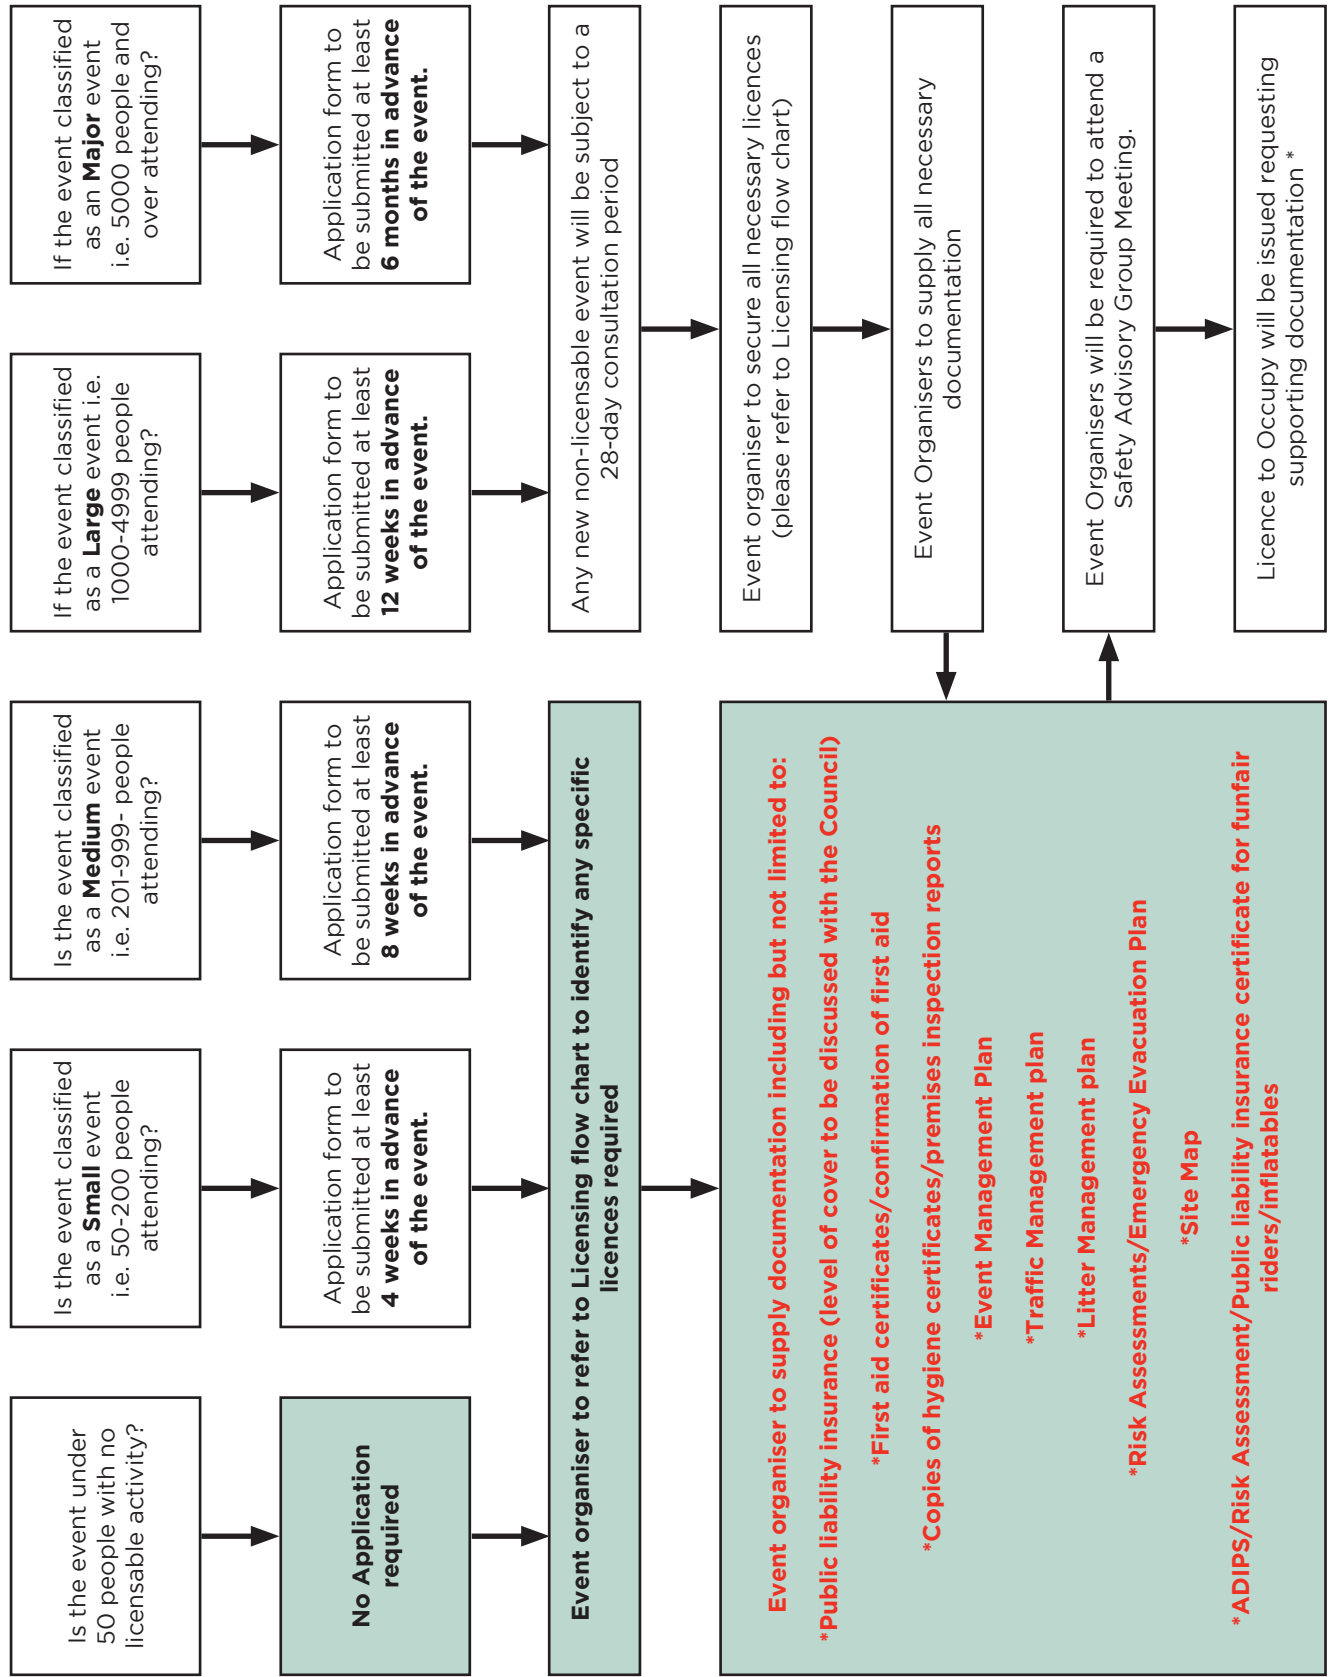 Is the event under
50 people with no
licensable activity?
No Application
required
Is the event classified
as a Small event
i.e. 50-200 people
attending?
Application form to
be submitted at least
4 weeks in advance
of the event.
Is the event classified
as a Medium event
i.e. 201-999- people
attending?
Application form to
be submitted at least
8 weeks in advance
of the event.
If the event classified
as a Large event i.e.
1000-4999 people
attending?
Application form to
be submitted at least
12 weeks in advance
of the event.
If the event classified
as an Major event
i.e. 5000 people and
over attending?
Application form to
be submitted at least
6 months in advance
of the event.
Event organiser to refer to Licensing flow chart to identify any specific
licences required
Any new non-licensable event will be subject to a
28-day consultation period
Event organiser to secure all necessary licences
(please refer to Licensing flow chart)
Event Organisers to supply all necessary
documentation
Event organiser to supply documentation including but not limited to:
*Public liability insurance (level of cover to be discussed with the Council)
*First aid certificates/confirmation of first aid
*Copies of hygiene certificates/premises inspection reports
*Event Management Plan
*Traffic Management plan
*Litter Management plan
*Risk Assessments/Emergency Evacuation Plan
*Site Map
*ADIPS/Risk Assessment/Public liability insurance certificate for funfair
riders/inflatables
Event Organisers will be required to attend a
Safety Advisory Group Meeting.
Licence to Occupy will be issued requesting
supporting documentation *